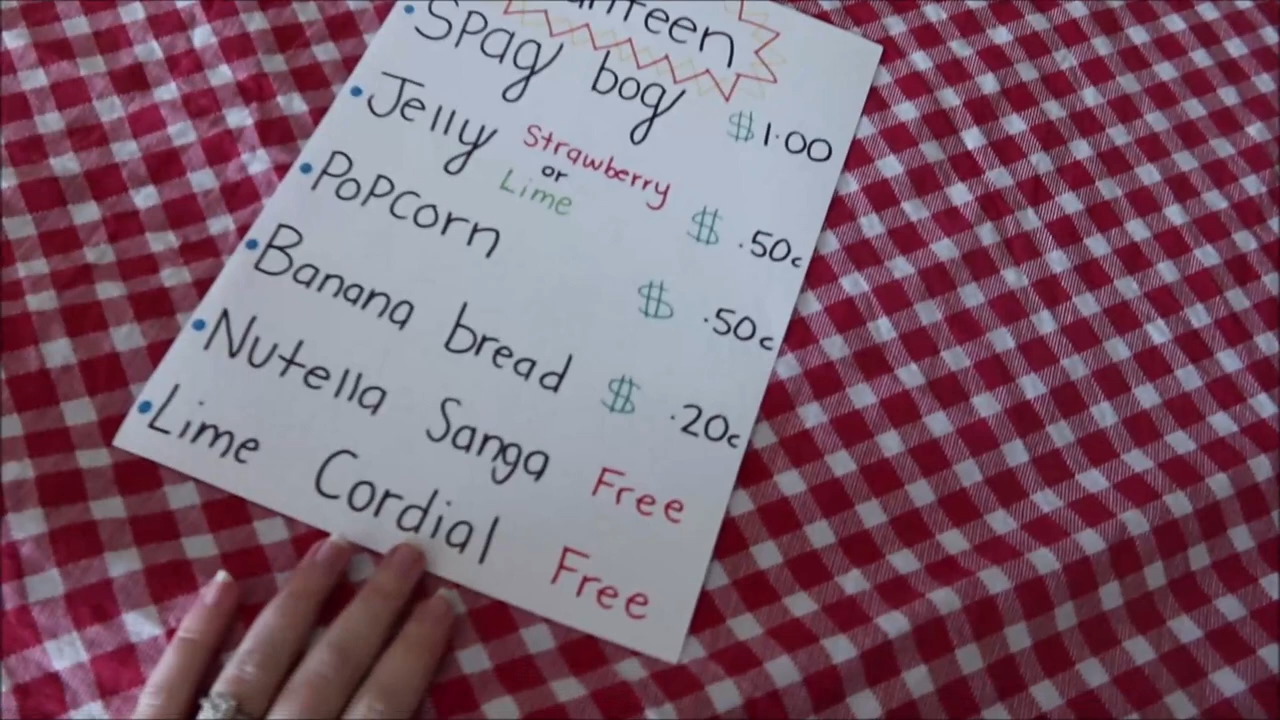 Spag bog $1.00
Jelly Strawberry or Lime $ .50c
Popcorn $ .50c
Banana bread $ .20c
Nutella Sanga Free
Lime Cordial Free